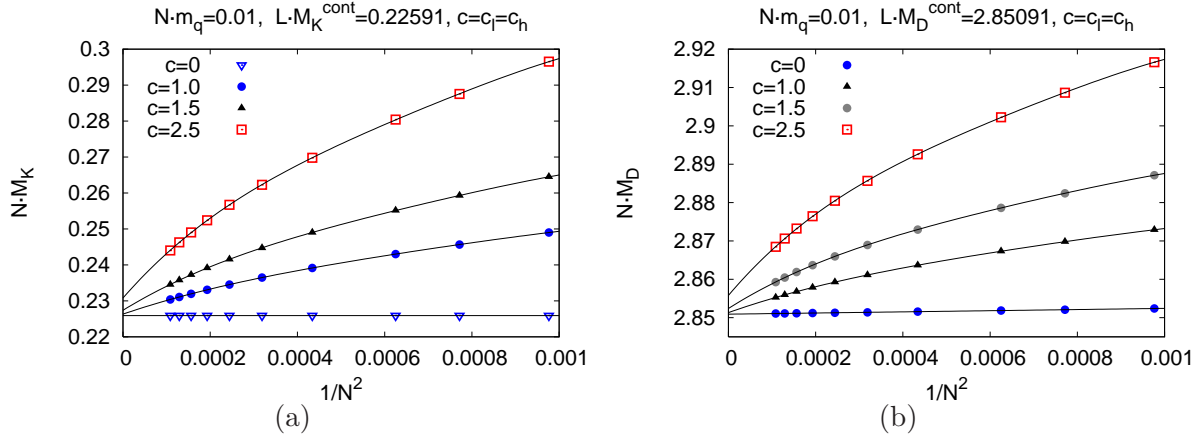 N·m_q=0.01, L·M_K^cont=0.22591, c=c_l=c_h
0.3
0.29
0.28
0.27
0.26
0.25
0.24
0.23
0.22
N·M_K
c=0
c=1.0
c=1.5
c=2.5
0 0.0002 0.0004 0.0006 0.0008 0.001
1/N^2
(a)
N·m_q=0.01, L·M_D^cont=2.85091, c=c_l=c_h
2.92
2.91
2.9
2.89
2.88
2.87
2.86
2.85
N·M_D
c=0
c=1.0
c=1.5
c=2.5
0 0.0002 0.0004 0.0006 0.0008 0.001
1/N^2
(b)